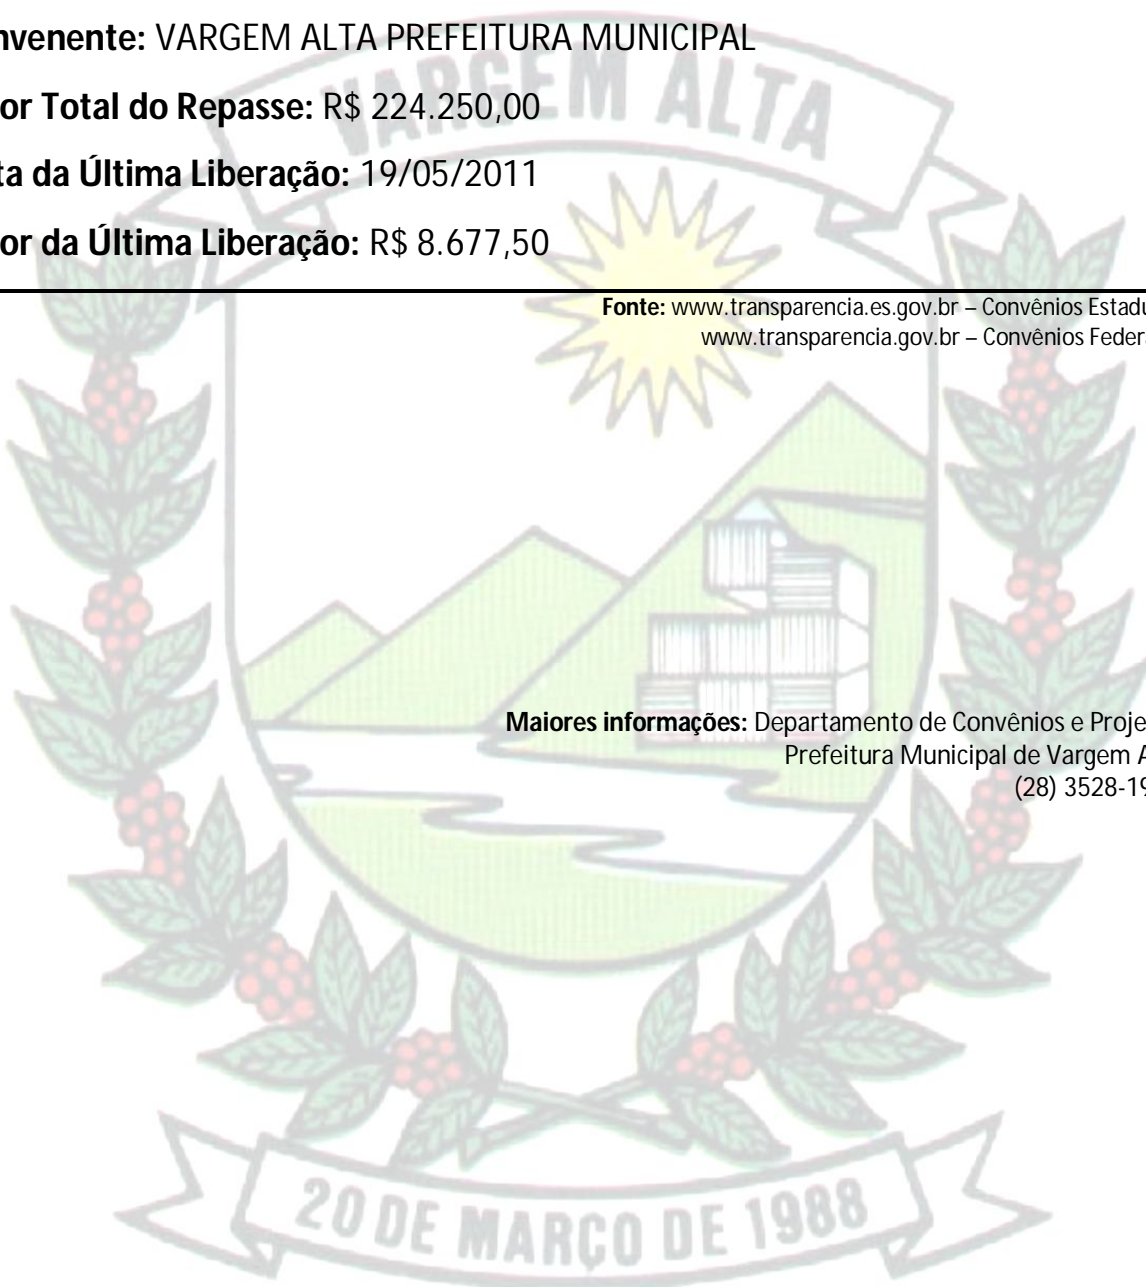 nvenente: VARGEM ALTA PREFEITURA MUNICIPAL
VARGEM ALTA
or Total do Repasse: R$ 224.250,00
ta da Última Liberação: 19/05/2011
or da Última Liberação: R$ 8.677,50
Fonte: www.transparencia.es.gov.br – Convênios Estadu
www.transparencia.gov.br – Convênios Federa
Maiores informações: Departamento de Convênios e Proje
Prefeitura Municipal de Vargem A
(28) 3528-19
20 DE MARÇO DE 1988